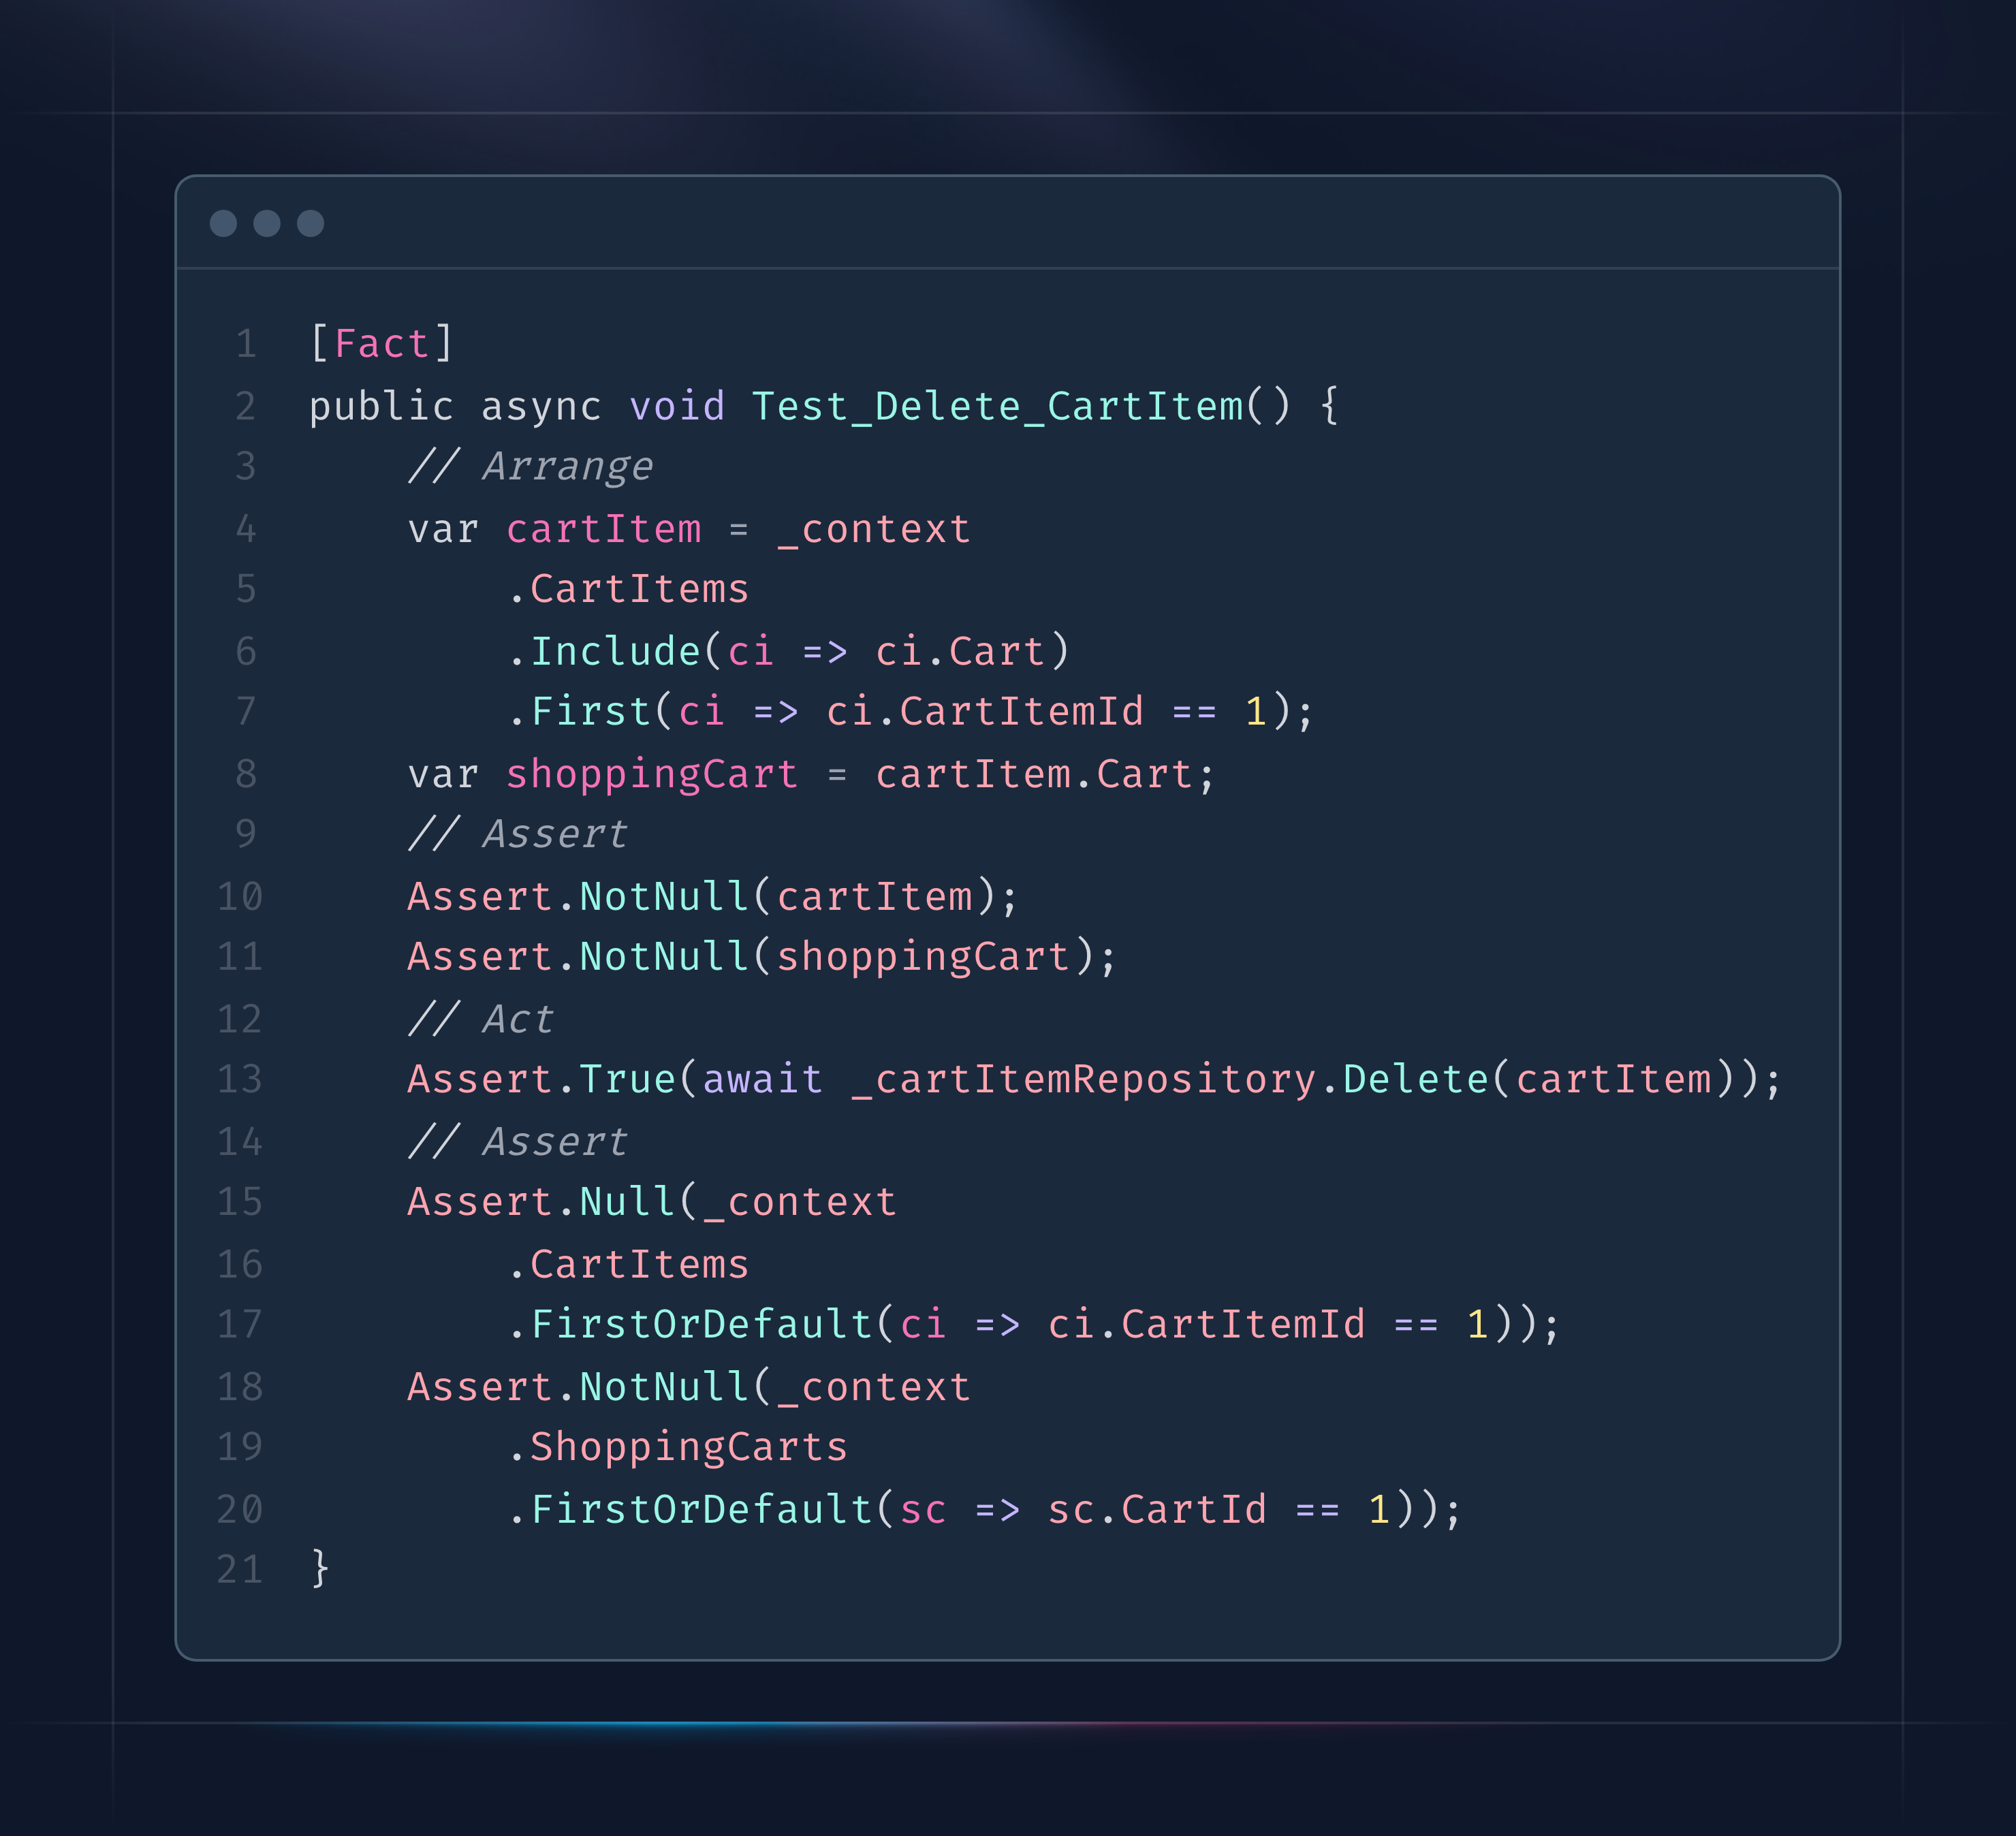 1 [Fact]
2 public async void Test_Delete_CartItem() {
3     // Arrange
4     var cartItem = _context
5         .CartItems
6         .Include(ci => ci.Cart)
7         .First(ci => ci.CartItemId == 1);
8     var shoppingCart = cartItem.Cart;
9     // Assert
10     Assert.NotNull(cartItem);
11     Assert.NotNull(shoppingCart);
12     // Act
13     Assert.True(await _cartItemRepository.Delete(cartItem));
14     // Assert
15     Assert.Null(_context
16         .CartItems
17         .FirstOrDefault(ci => ci.CartItemId == 1));
18     Assert.NotNull(_context
19         .ShoppingCarts
20         .FirstOrDefault(sc => sc.CartId == 1));
21 }